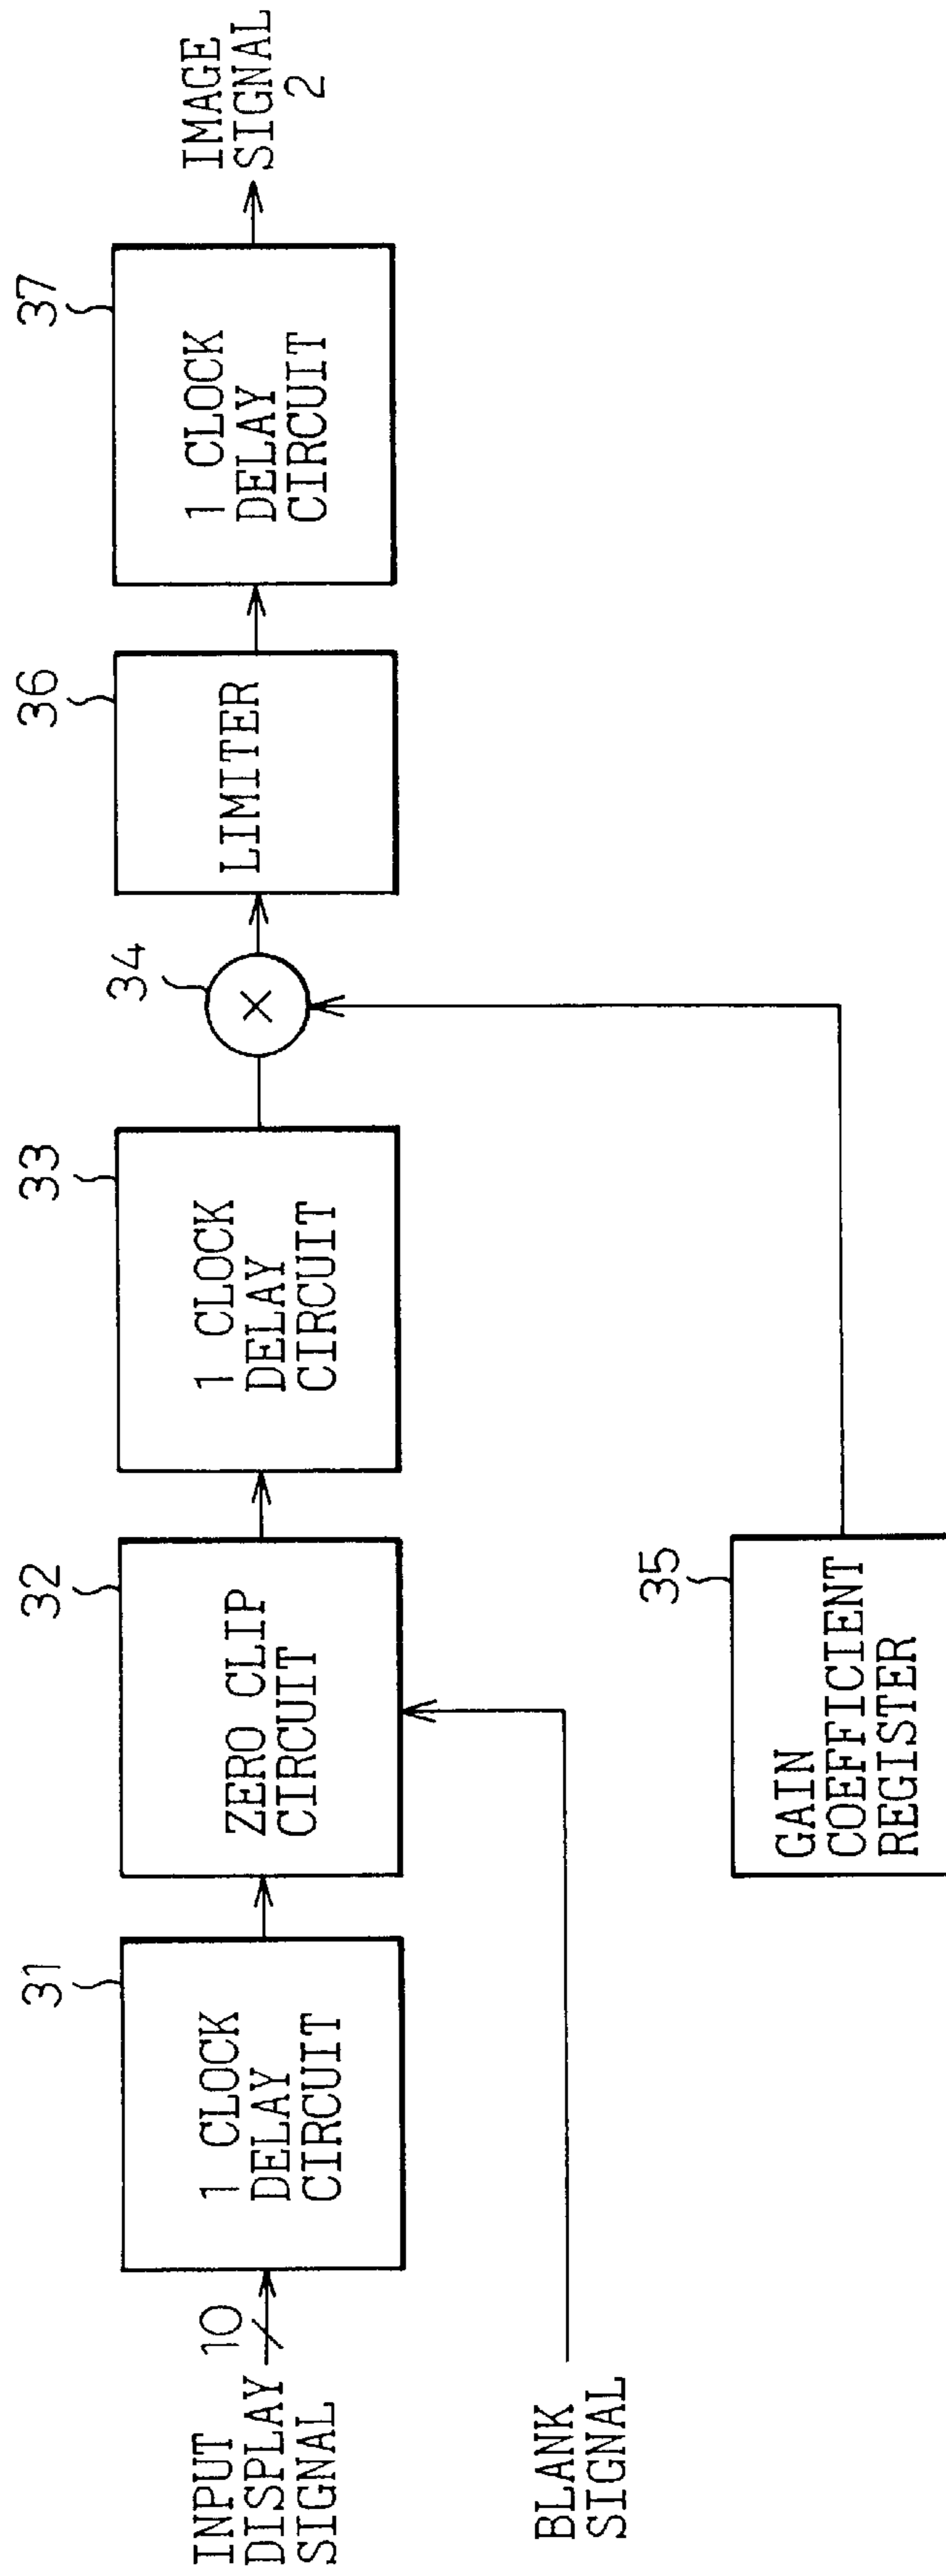 INPUT
DISPLAY
SIGNAL
10
31
1 CLOCK
DELAY
CIRCUIT
32
ZERO CLIP
CIRCUIT
33
1 CLOCK
DELAY
CIRCUIT
34
×
36
LIMITER
37
1 CLOCK
DELAY
CIRCUIT
IMAGE
SIGNAL
2
BLANK
SIGNAL
35
GAIN
COEFFICIENT
REGISTER